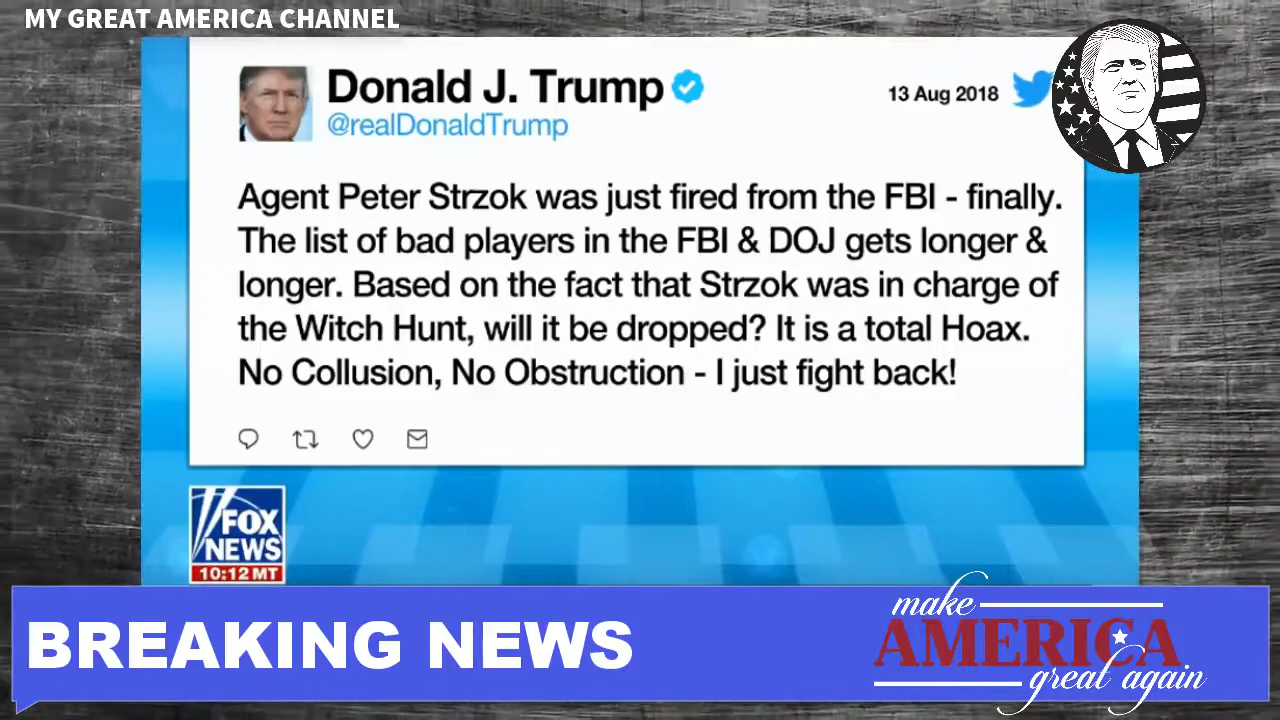 MY GREAT AMERICA CHANNEL
Donald J. Trump
@realDonaldTrump
13 Aug 2018
Agent Peter Strzok was just fired from the FBI - finally.
The list of bad players in the FBI & DOJ gets longer &
longer. Based on the fact that Strzok was in charge of
the Witch Hunt, will it be dropped? It is a total Hoax.
No Collusion, No Obstruction - I just fight back!
FOX
NEWS
10:12 MT
BREAKING NEWS
make
AMERICA
great again